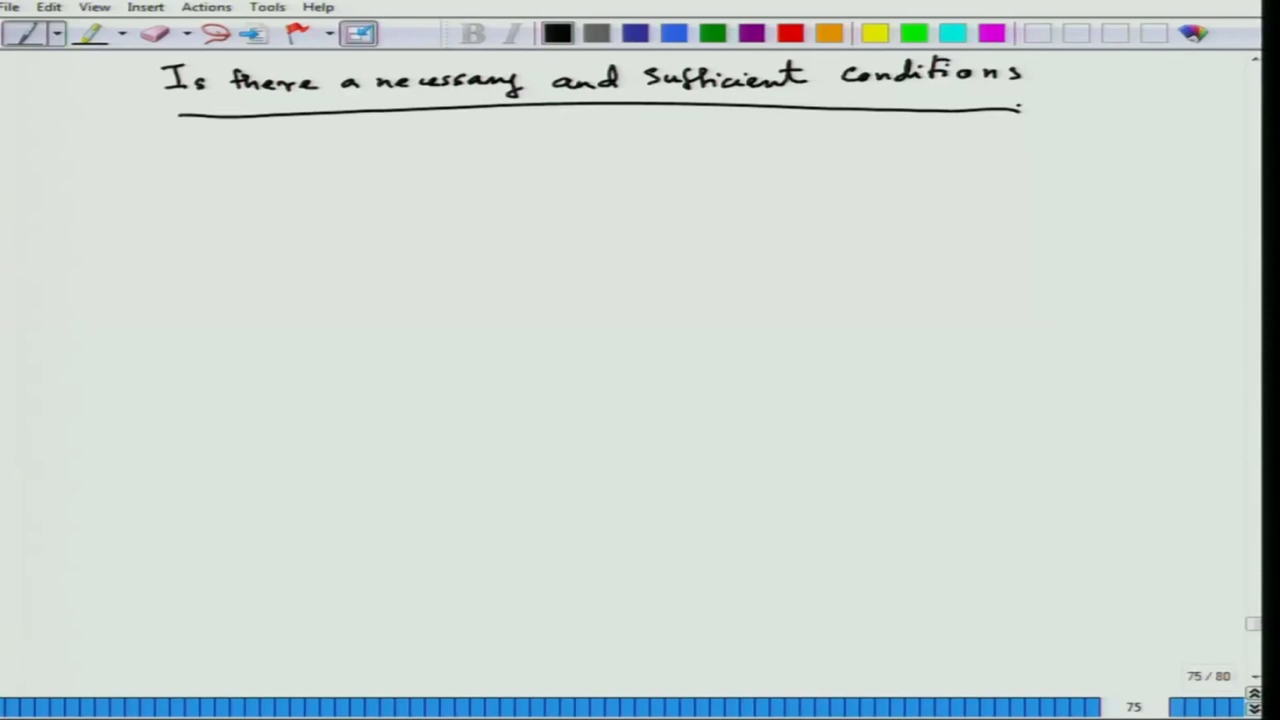 File Edit View Insert Actions Tools Help
B I
Is there a necessary and sufficient conditions
75 / 80
75